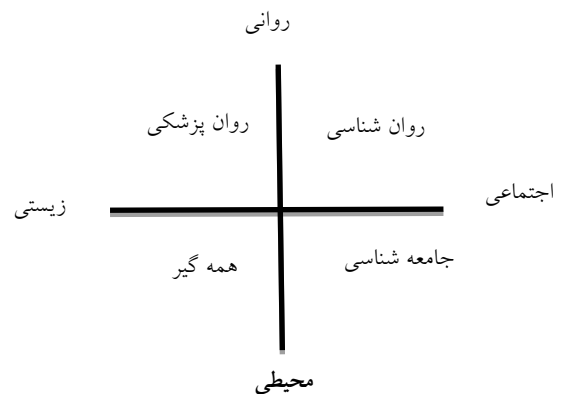 روانی
روان شناسی
روان پزشکی
اجتماعی
زیستی
جامعه شناسی
همه گیر
محیطی